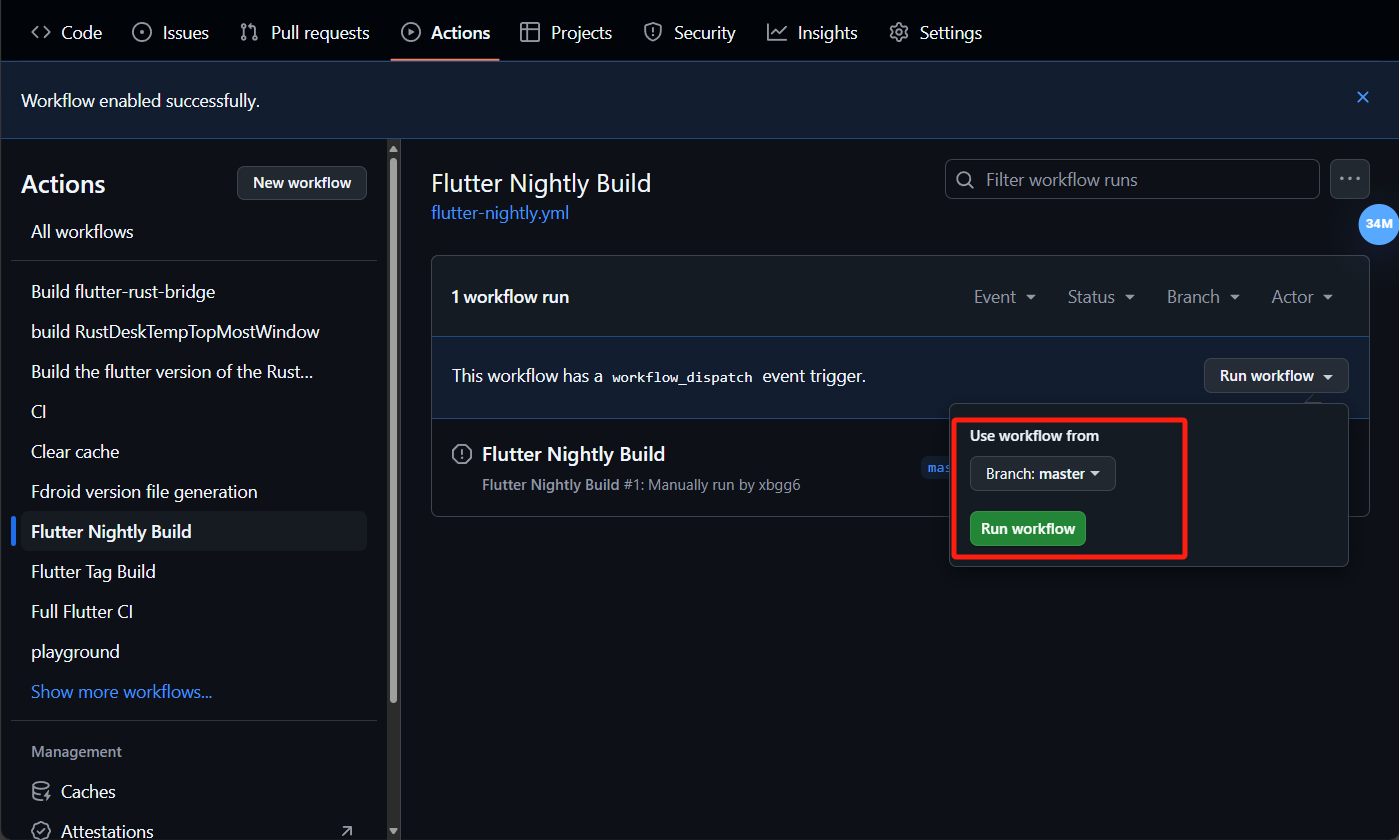 Code Issues Pull requests Actions Projects Security Insights Settings
Workflow enabled successfully.
Actions
New workflow
All workflows
Build flutter-rust-bridge
build RustDeskTempTopMostWindow
Build the flutter version of the Rust...
CI
Clear cache
Fdroid version file generation
Flutter Nightly Build
Flutter Tag Build
Full Flutter CI
playground
Show more workflows...
Management
Caches
Attestations
Flutter Nightly Build
flutter-nightly.yml
Filter workflow runs
34M
1 workflow run
Event Status Branch Actor
This workflow has a workflow_dispatch event trigger.
Run workflow
Flutter Nightly Build
Flutter Nightly Build #1: Manually run by xbgg6
mas
Use workflow from
Branch: master
Run workflow